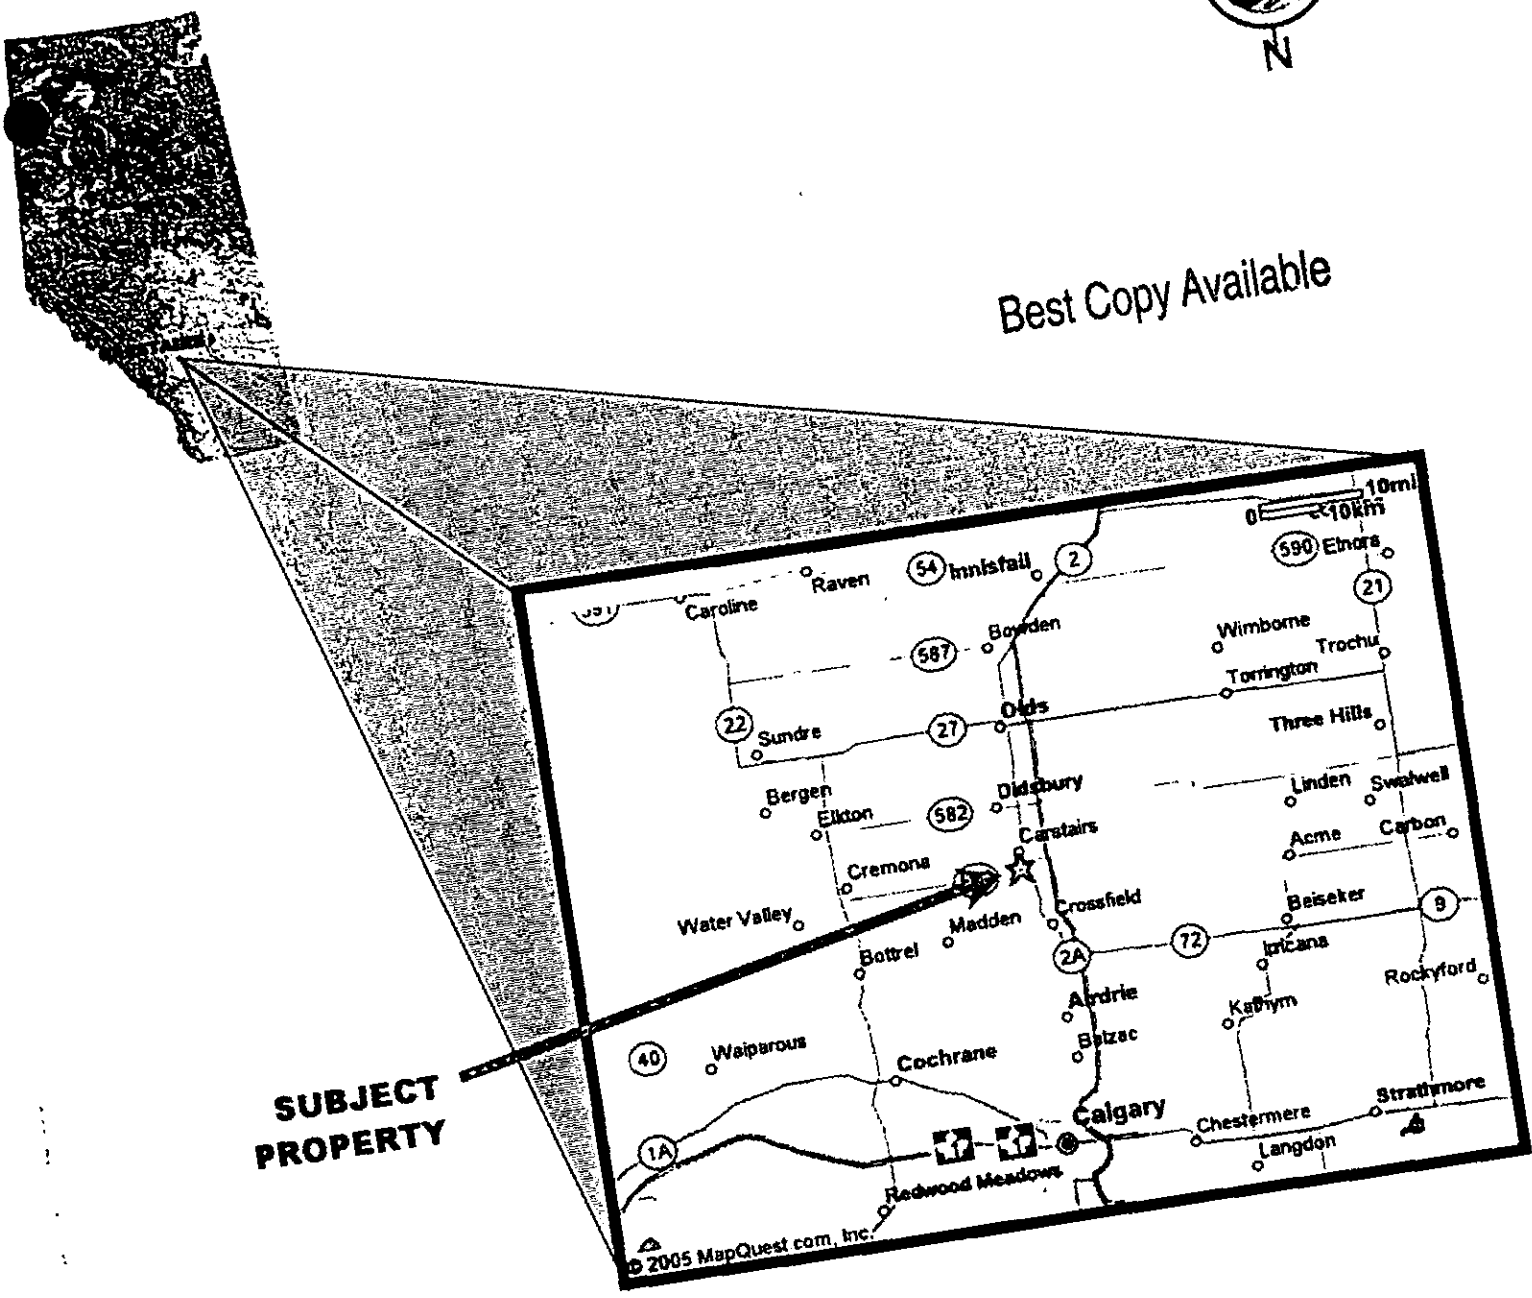 N
Best Copy Available
10mi
0
10km
590 Elnora
54 Innisfail
2
Raven
Caroline
21
Bowden
587
Wimborne
Trochu
Torrington
22
Sundre
27
Olds
Three Hills
Bergen
Elkton
582
Didsbury
Linden
Swalwell
Carstairs
Acme
Carbon
Cremona
Water Valley
Madden
Crossfield
Beiseker
9
Bottrel
2A
72
Irricana
Rockyford
Airdrie
Kathyrn
40
Waiparous
Cochrane
Balzac
SUBJECT
PROPERTY
1A
Calgary
Chestermere
Strathmore
Langdon
Redwood Meadows
© 2005 MapQuest.com, Inc.